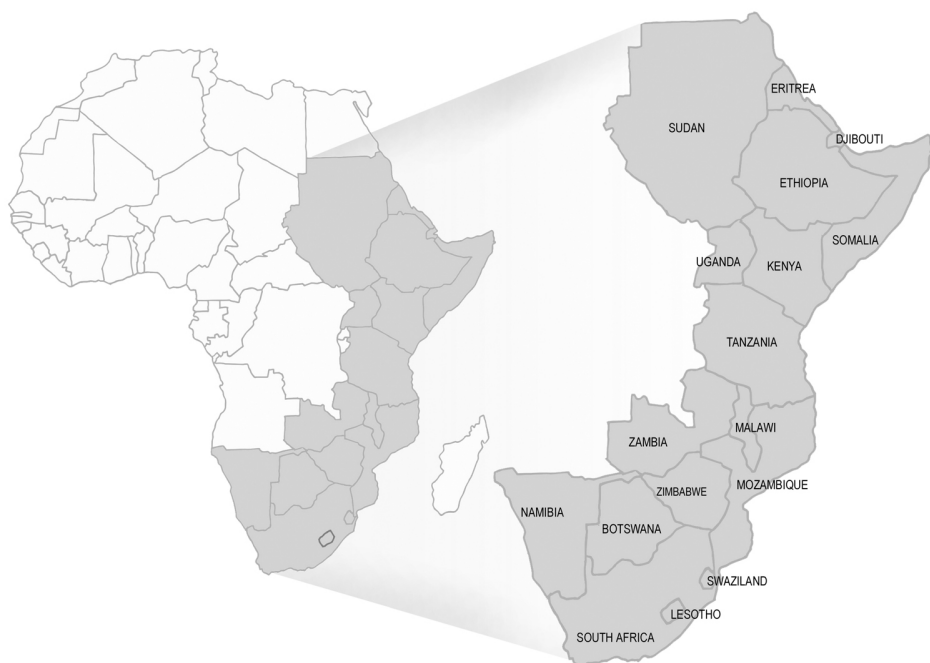 ERITREA
SUDAN
DJIBOUTI
ETHIOPIA
SOMALIA
UGANDA
KENYA
TANZANIA
MALAWI
ZAMBIA
MOZAMBIQUE
ZIMBABWE
NAMIBIA
BOTSWANA
SWAZILAND
LESOTHO
SOUTH AFRICA